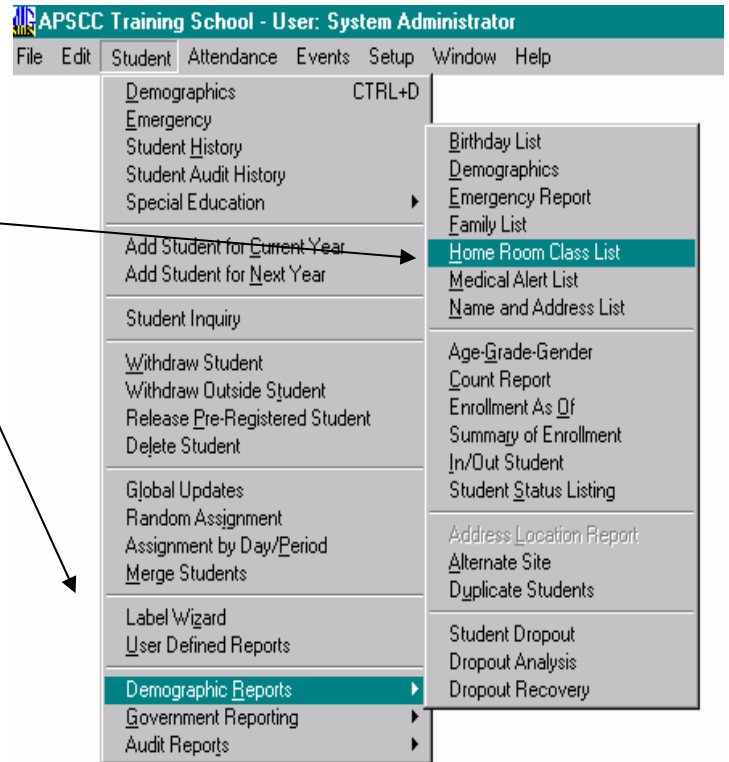 APSCC Training School - User: System Administrator
File Edit Student Attendance Events Setup Window Help
Demographics CTRL+D
Emergency
Student History
Student Audit History
Special Education
Add Student for Current Year
Add Student for Next Year
Student Inquiry
Withdraw Student
Withdraw Outside Student
Release Pre-Registered Student
Delete Student
Global Updates
Random Assignment
Assignment by Day/Period
Merge Students
Label Wizard
User Defined Reports
Demographic Reports
Government Reporting
Audit Reports
Birthday List
Demographics
Emergency Report
Family List
Home Room Class List
Medical Alert List
Name and Address List
Age-Grade-Gender
Count Report
Enrollment As Of
Summary of Enrollment
In/Out Student
Student Status Listing
Address Location Report
Alternate Site
Duplicate Students
Student Dropout
Dropout Analysis
Dropout Recovery